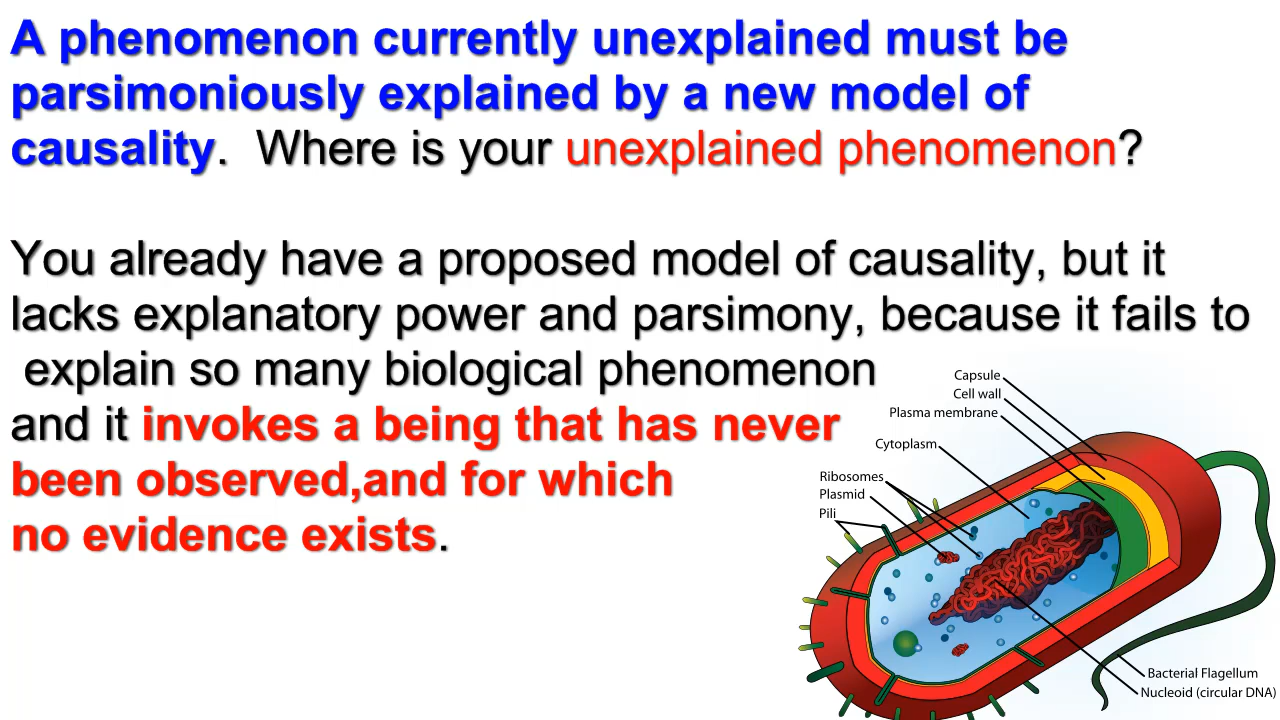 A phenomenon currently unexplained must be
parsimoniously explained by a new model of
causality. Where is your unexplained phenomenon?
You already have a proposed model of causality, but it
lacks explanatory power and parsimony, because it fails to
explain so many biological phenomenon
and it invokes a being that has never
been observed,and for which
no evidence exists.
Capsule
Cell wall
Plasma membrane
Cytoplasm
Ribosomes
Plasmid
Pili
Bacterial Flagellum
Nucleoid (circular DNA)